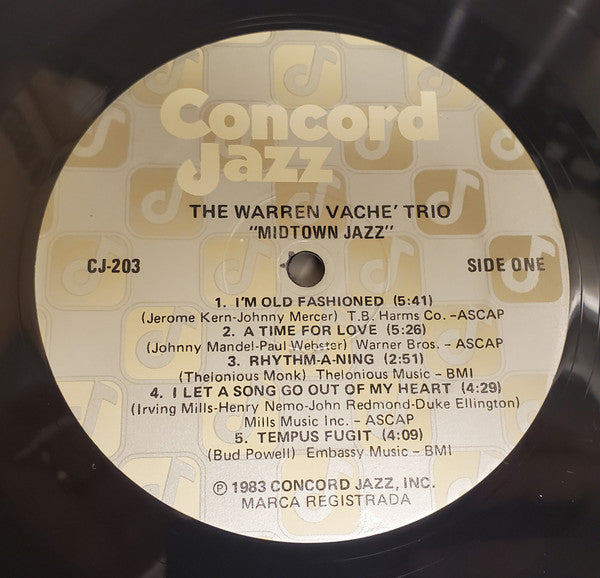 Concord
Jazz
THE WARREN VACHE' TRIO
"MIDTOWN JAZZ"
CJ-203
SIDE ONE
1. I'M OLD FASHIONED (5:41)
(Jerome Kern-Johnny Mercer) T.B. Harms Co. -ASCAP
2. A TIME FOR LOVE (5:26)
(Johnny Mandel-Paul Webster) Warner Bros. - ASCAP
3. RHYTHM-A-NING (2:51)
(Thelonious Monk) Thelonious Music - BMI
4. I LET A SONG GO OUT OF MY HEART (4:29)
(Irving Mills-Henry Nemo-John Redmond-Duke Ellington)
Mills Music Inc. - ASCAP
5. TEMPUS FUGIT (4:09)
(Bud Powell) Embassy Music - BMI
℗ 1983 CONCORD JAZZ, INC.
MARCA REGISTRADA